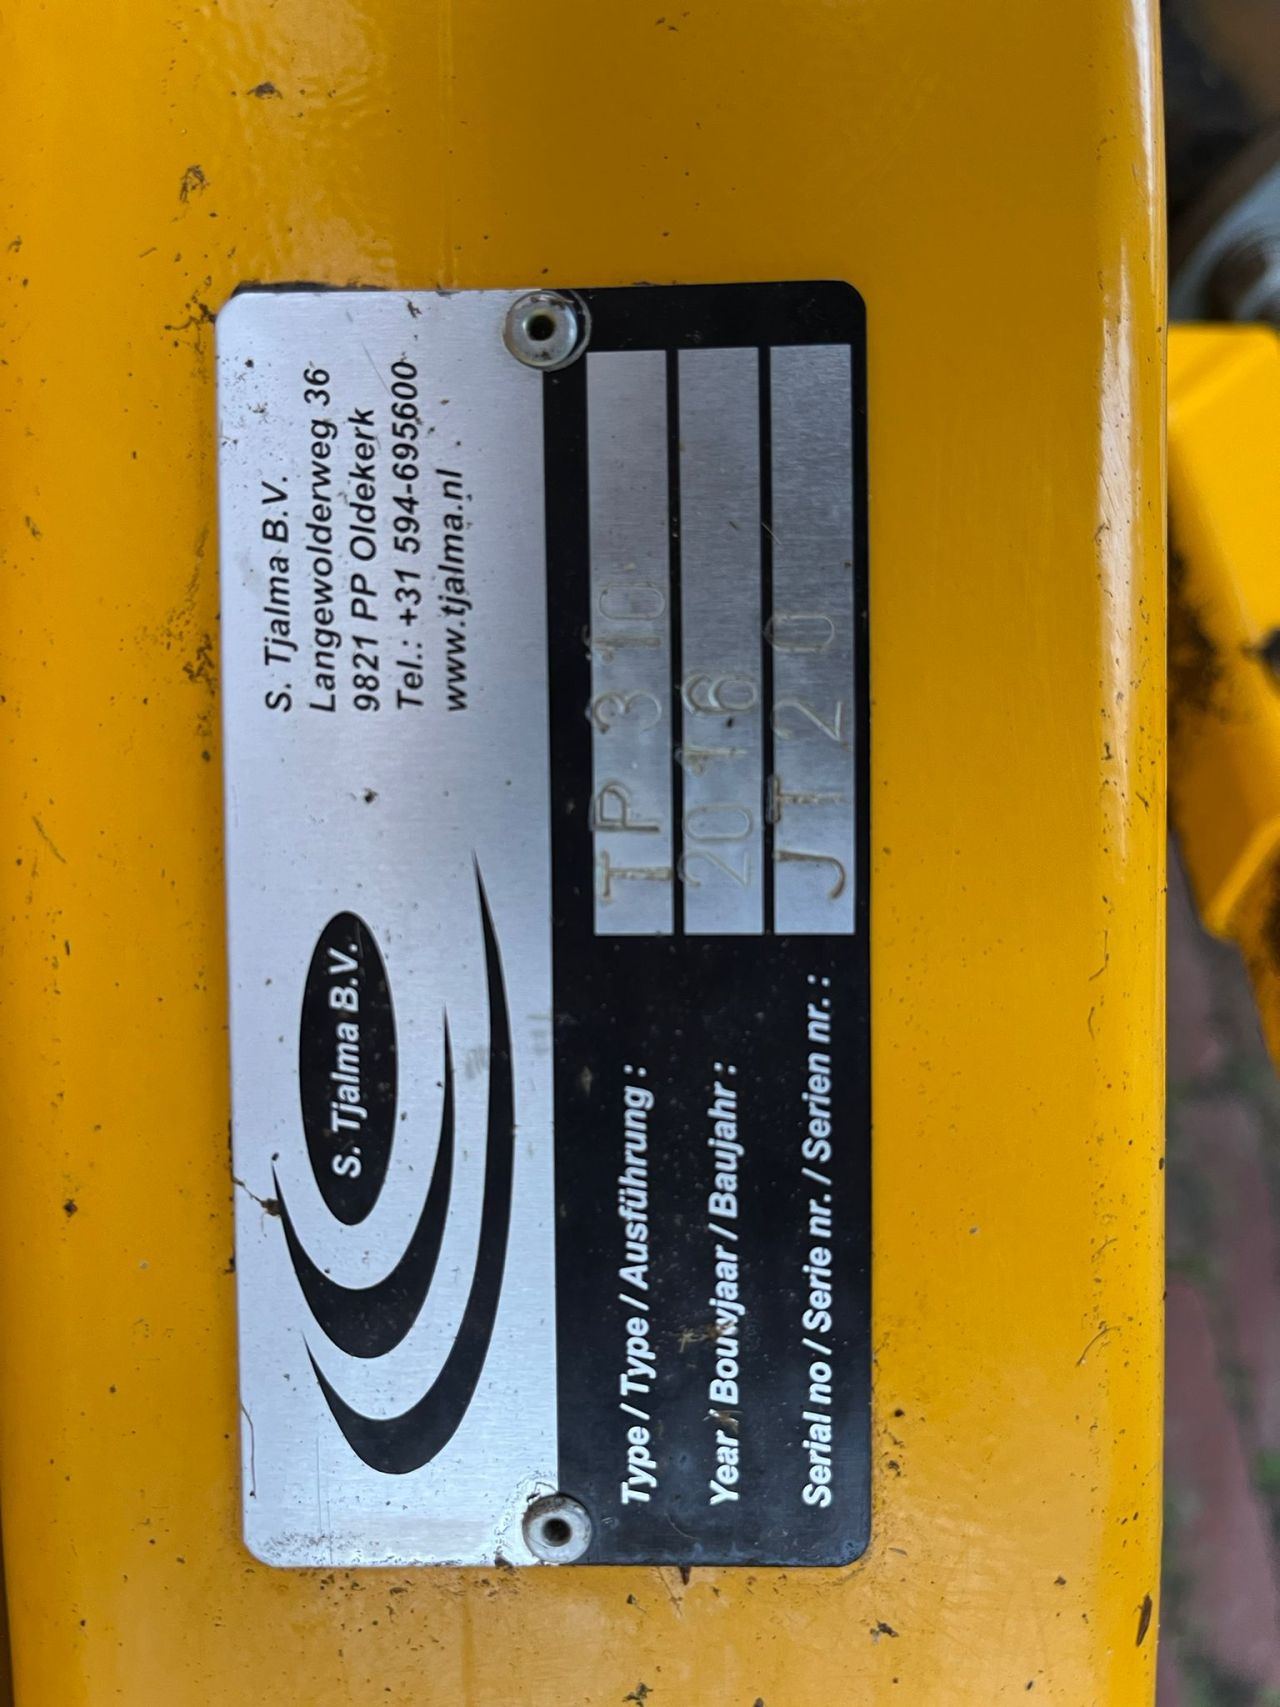 S. Tjalma B.V.
S. Tjalma B.V.
Langewolderweg 36
9821 PP Oldekerk
Tel.: +31 594-695600
www.tjalma.nl
Type / Type / Ausführung : TP 310
Year / Bouwjaar / Baujahr : 2016
Serial no / Serie nr. / Serien nr. : JT 20